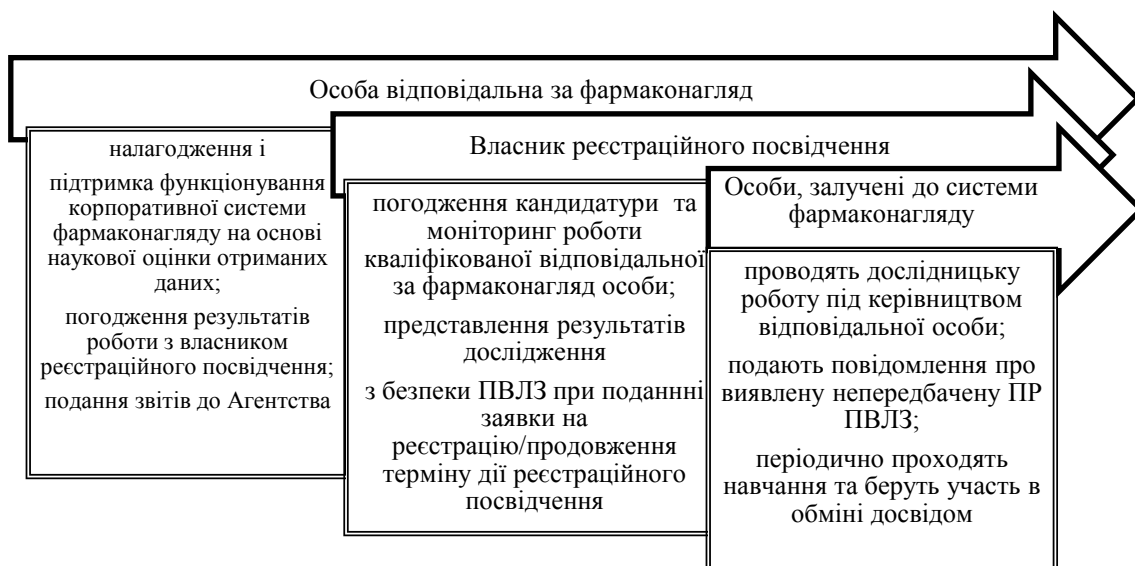 Особа відповідальна за фармаконагляд
налагодження і
підтримка функціонування
корпоративної системи
фармаконагляду на основі
наукової оцінки отриманих
даних;
погодження результатів
роботи з власником
реєстраційного посвідчення;
подання звітів до Агентства
Власник реєстраційного посвідчення
погодження кандидатури та
моніторинг роботи
кваліфікованої відповідальної
за фармаконагляд особи;
представлення результатів
дослідження
з безпеки ПВЛЗ при поданнні
заявки на
реєстрацію/продовження
терміну дії реєстраційного
посвідчення
Особи, залучені до системи
фармаконагляду
проводять дослідницьку
роботу під керівництвом
відповідальної особи;
подають повідомлення про
виявлену непередбачену ПР
ПВЛЗ;
періодично проходять
навчання та беруть участь в
обміні досвідом